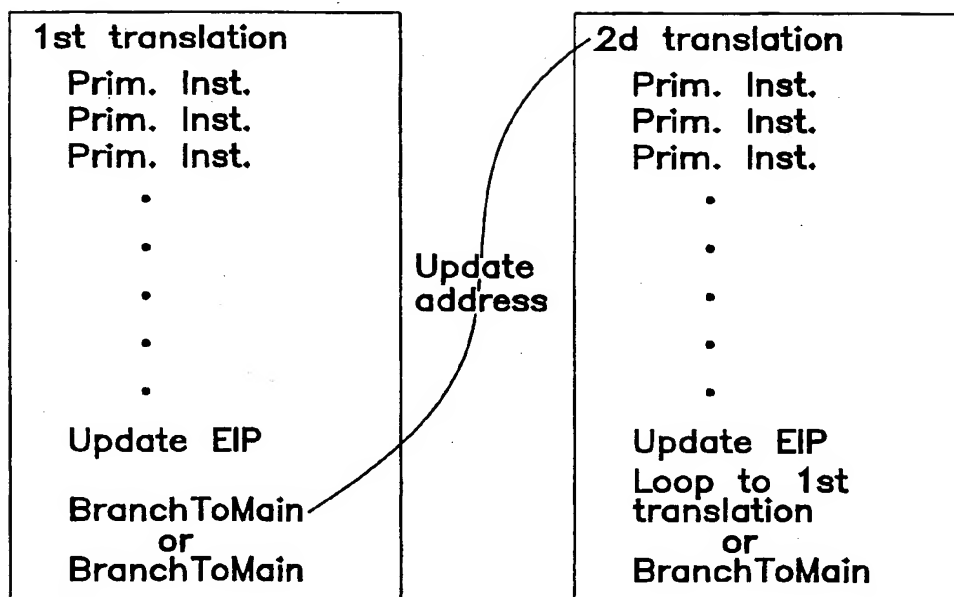 1st translation
Prim. Inst.
Prim. Inst.
Prim. Inst.
Update EIP
BranchToMain
or
BranchToMain
Update
address
2d translation
Prim. Inst.
Prim. Inst.
Prim. Inst.
Update EIP
Loop to 1st
translation
or
BranchToMain